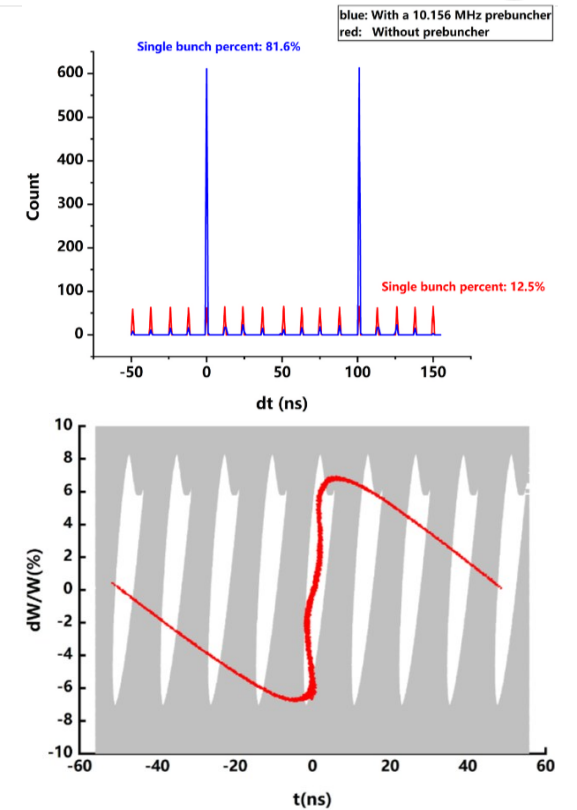 blue: With a 10.156 MHz prebuncher
red: Without prebuncher
Single bunch percent: 81.6%
600
500
400
300
200
100
0
Count
Single bunch percent: 12.5%
-50 0 50 100 150
dt (ns)
10
8
6
4
2
0
-2
-4
-6
-8
-10
dW/W(%)
-60 -40 -20 0 20 40 60
t(ns)